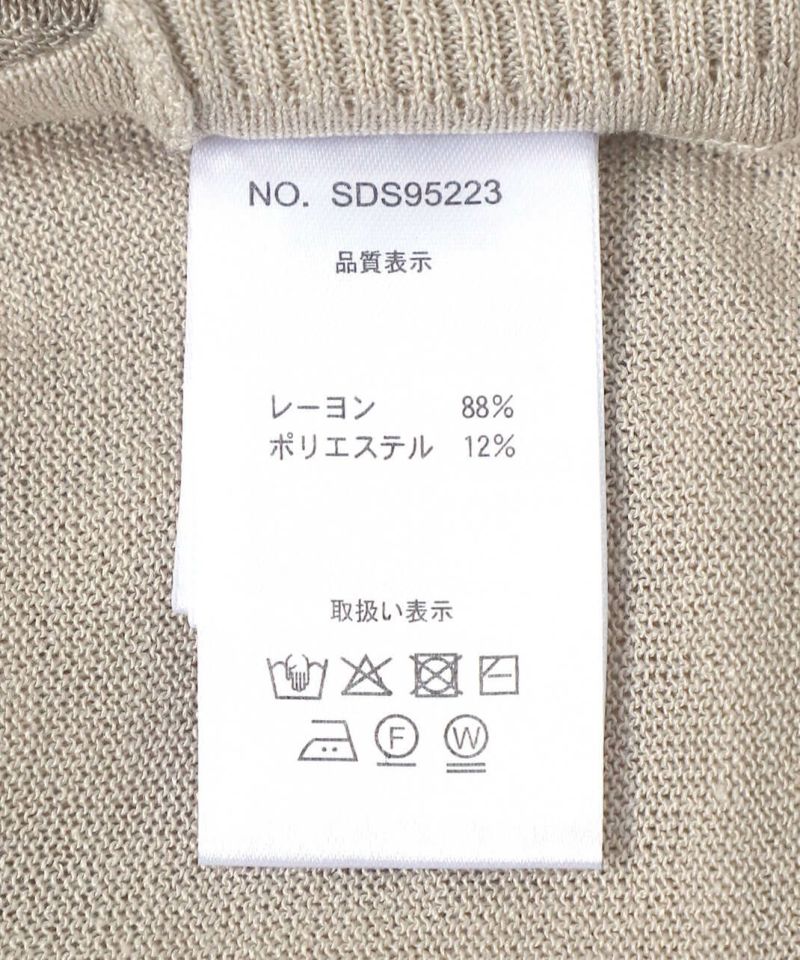 NO. SDS95223
品質表示
レーヨン 88%
ポリエステル 12%
取扱い表示
F W